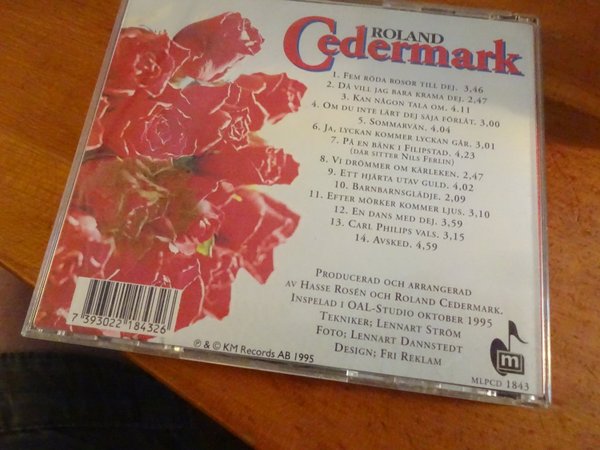 ROLAND
Cedermark
1. Fem röda rosor till dej. 3,46
2. Då vill jag bara krama dej. 2,47
3. Kan någon tala om. 4.11
4. Om du inte lärt dej säja förlåt. 3,00
5. Sommarvän. 4.04
6. Ja, lyckan kommer lyckan går. 3,01
7. På en bänk i Filipstad. 4,23
(där sitter Nils Ferlin)
8. Vi drömmer om kärleken. 2,47
9. Ett hjärta utav guld. 4,02
10. Barnbarnsglädje. 2,09
11. Efter mörker kommer ljus. 3,10
12. En dans med dej. 3,59
13. Carl Philips vals. 3,15
14. Avsked. 4,59
Producerad och arrangerad
av Hasse Rosén och Roland Cedermark.
Inspelad i OAL-Studio oktober 1995
Tekniker; Lennart Ström
Foto; Lennart Dannstedt
Design; Fri Reklam
7 393022 184326
℗ & © KM Records AB 1995
m
MLPCD 1843